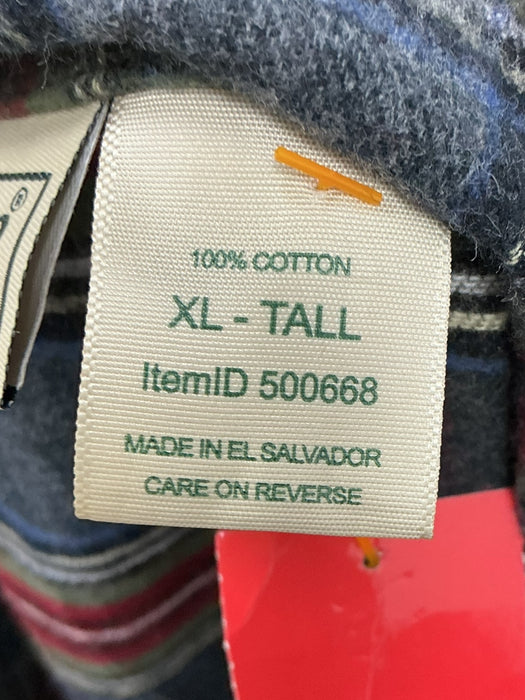 100% COTTON
XL - TALL
ItemID 500668
MADE IN EL SALVADOR
CARE ON REVERSE